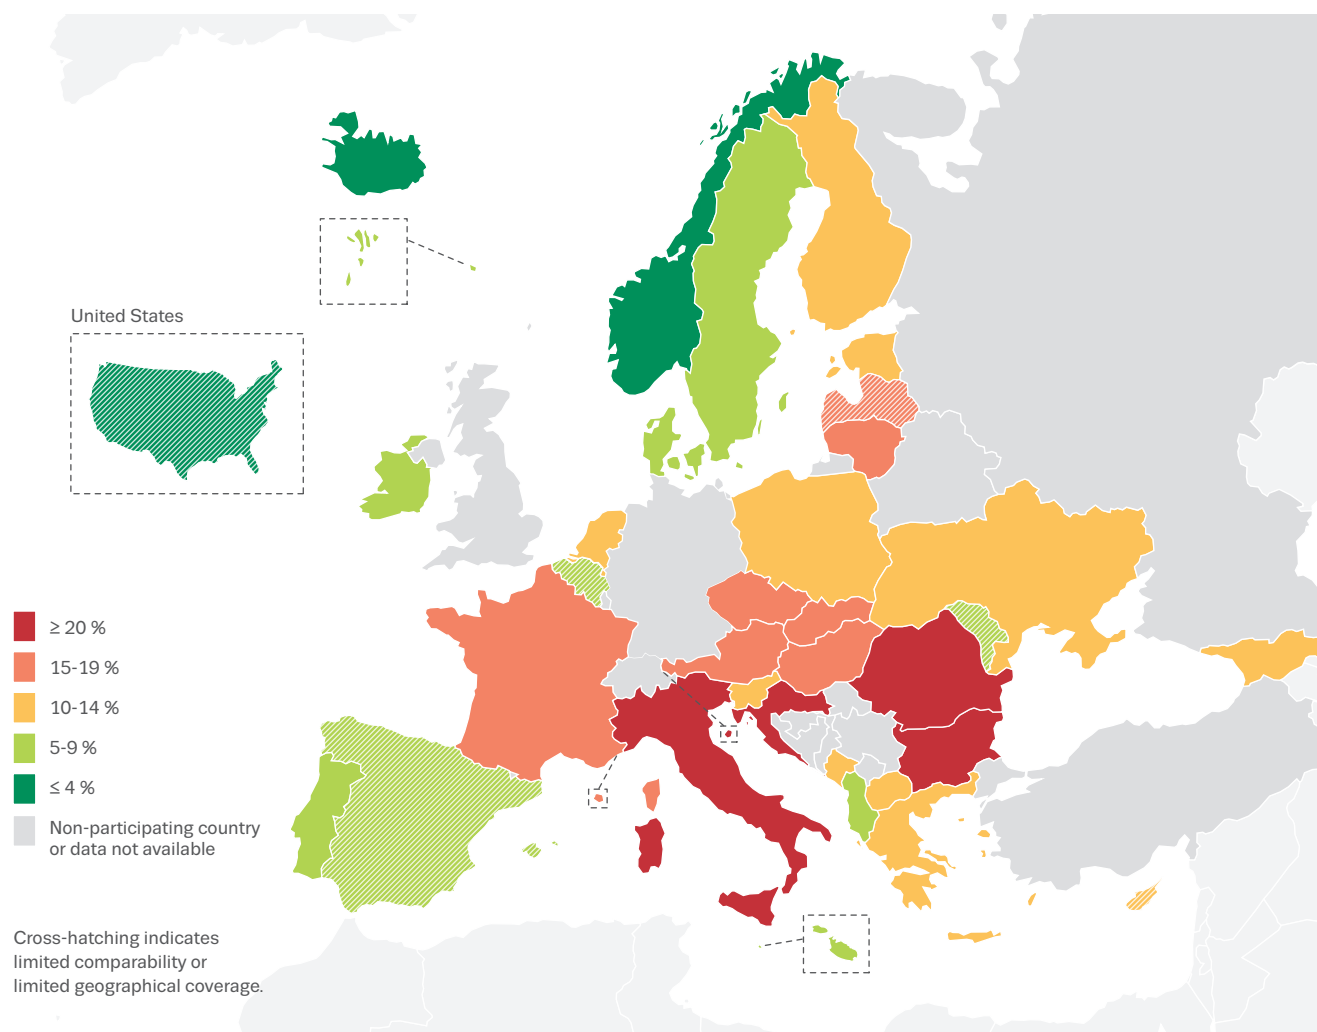 United States
≥ 20 %
15-19 %
10-14 %
5-9 %
≤ 4 %
Non-participating country
or data not available
Cross-hatching indicates
limited comparability or
limited geographical coverage.